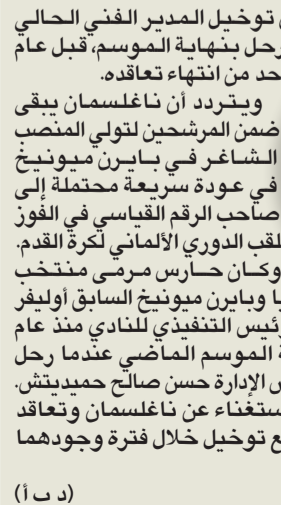 توخيل المدير الفني الحالي
رحل بنهاية الموسم، قبل عام
حد من انتهاء تعاقده.
ويتردد أن ناغلسمان يبقى
ضمن المرشحين لتولي المنصب
الشاغر في بايرن ميونيخ
في عودة سريعة محتملة إلى
صاحب الرقم القياسي في الفوز
لقب الدوري الألماني لكرة القدم.
وكان حارس مرمى منتخب
يا وبايرن ميونيخ السابق أوليفر
رئيس التنفيذي للنادي منذ عام
ة الموسم الماضي عندما رحل
س الإدارة حسن صالح حميديتش.
ستغناء عن ناغلسمان وتعاقد
ع توخيل خلال فترة وجودهما
(د ب أ)